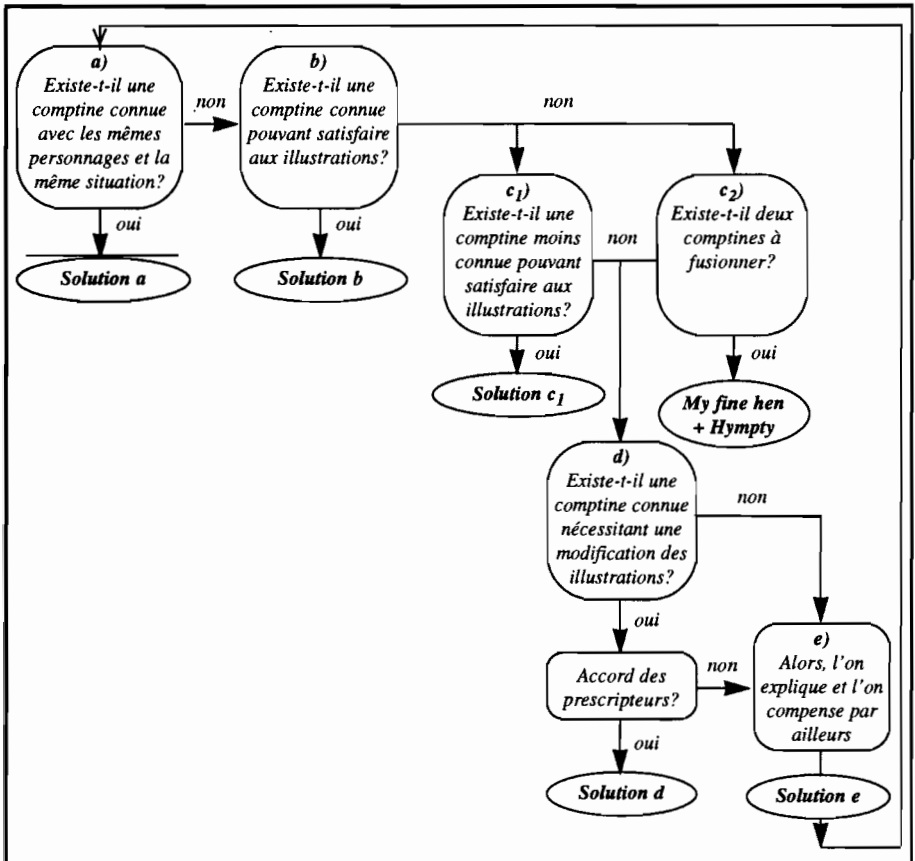 a)
Existe-t-il une
comptine connue
avec les mêmes
personnages et la
même situation?
non
oui
Solution a
b)
Existe-t-il une
comptine connue
pouvant satisfaire
aux illustrations?
non
oui
Solution b
c1)
Existe-t-il une
comptine moins
connue pouvant
satisfaire aux
illustrations?
non
oui
Solution c1
c2)
Existe-t-il deux
comptines à
fusionner?
oui
My fine hen
+ Hympty
d)
Existe-t-il une
comptine connue
nécessitant une
modification des
illustrations?
non
oui
Accord des
prescripteurs?
non
oui
Solution d
e)
Alors, l'on
explique et l'on
compense par
ailleurs
Solution e